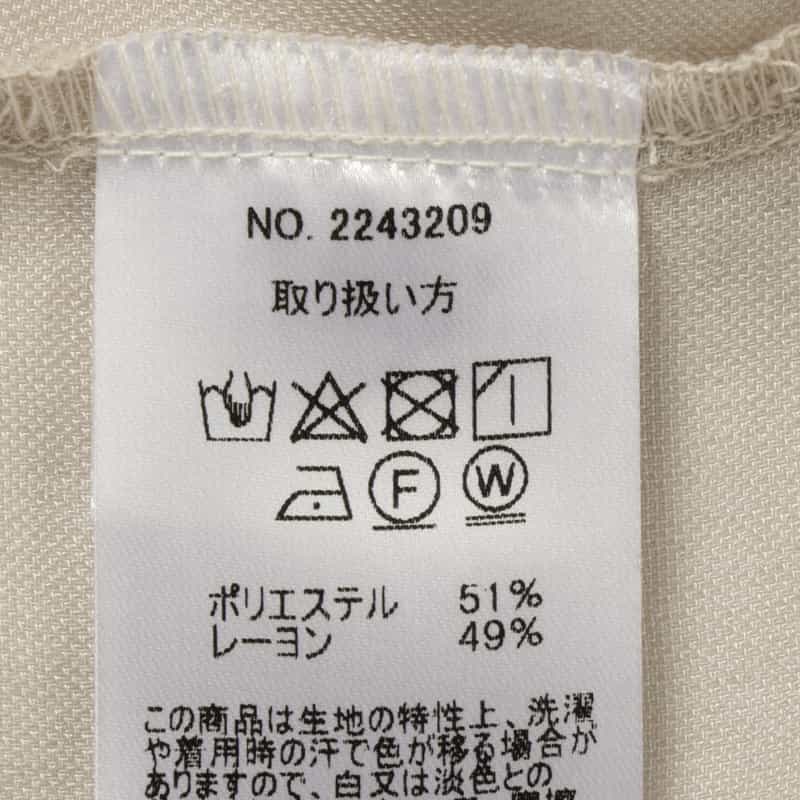 NO. 2243209
取り扱い方
F W
ポリエステル 51%
レーヨン 49%
この商品は生地の特性上、洗濯
や着用時の汗で色が移る場合が
ありますので、白又は淡色との